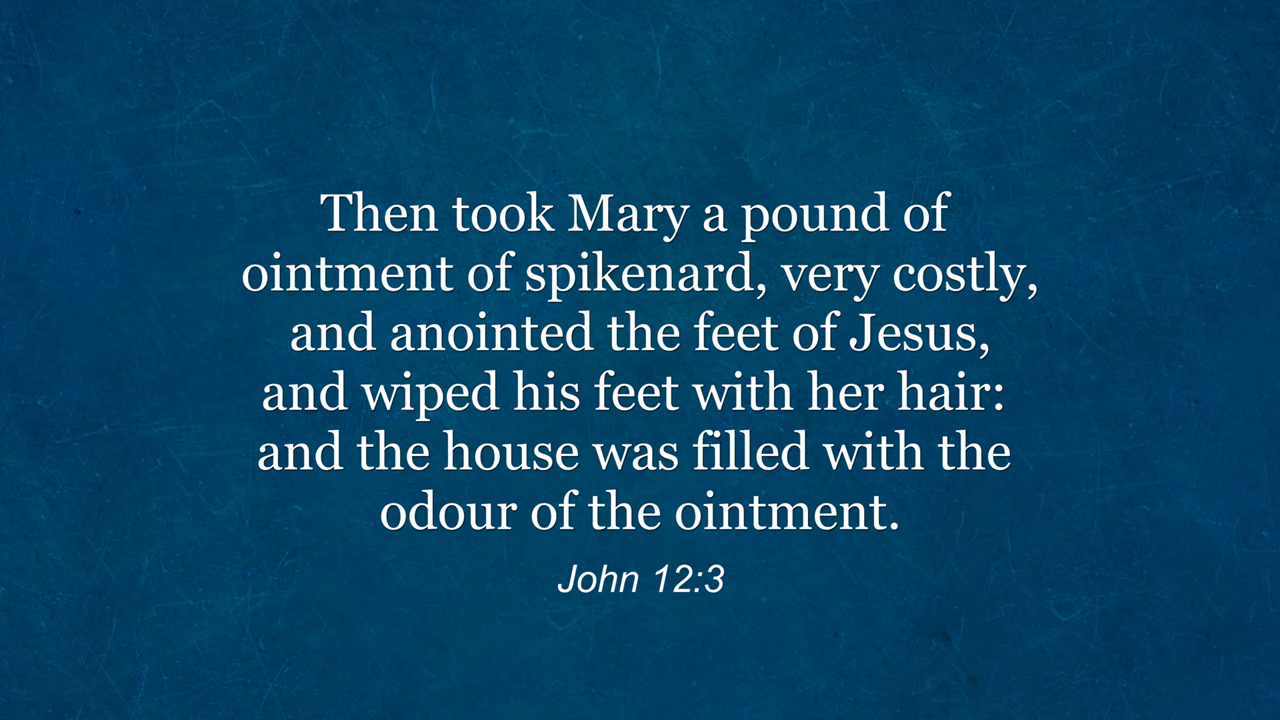 Then took Mary a pound of
ointment of spikenard, very costly,
and anointed the feet of Jesus,
and wiped his feet with her hair:
and the house was filled with the
odour of the ointment.
John 12:3